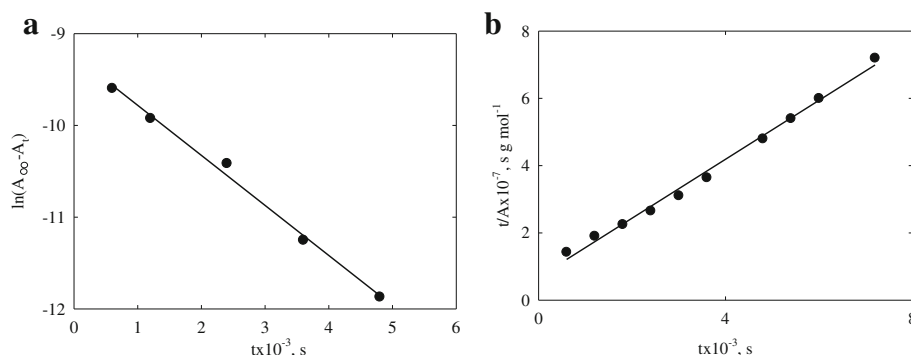 a
-9
-10
-11
-12
ln(A∞-At)
0 1 2 3 4 5 6
tx10-3, s
b
8
6
4
2
0
t/Ax10-7, s g mol-1
0 4 8
tx10-3, s